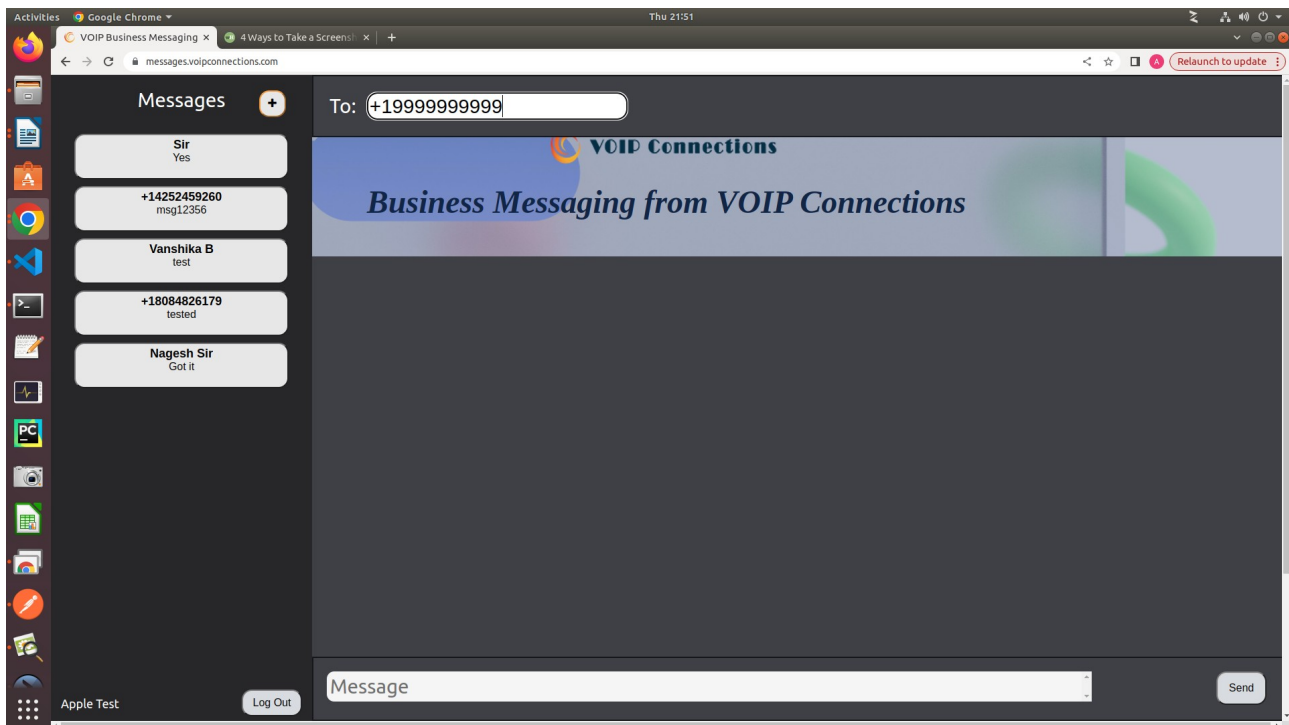 Activities Google Chrome Thu 21:51
VOIP Business Messaging 4 Ways to Take a Screensh
messages.voipconnections.com Relaunch to update
Messages +
To: +19999999999
Sir
Yes
+14252459260
msg12356
Vanshika B
test
+18084826179
tested
Nagesh Sir
Got it
VOIP Connections
Business Messaging from VOIP Connections
Message Send
Apple Test Log Out